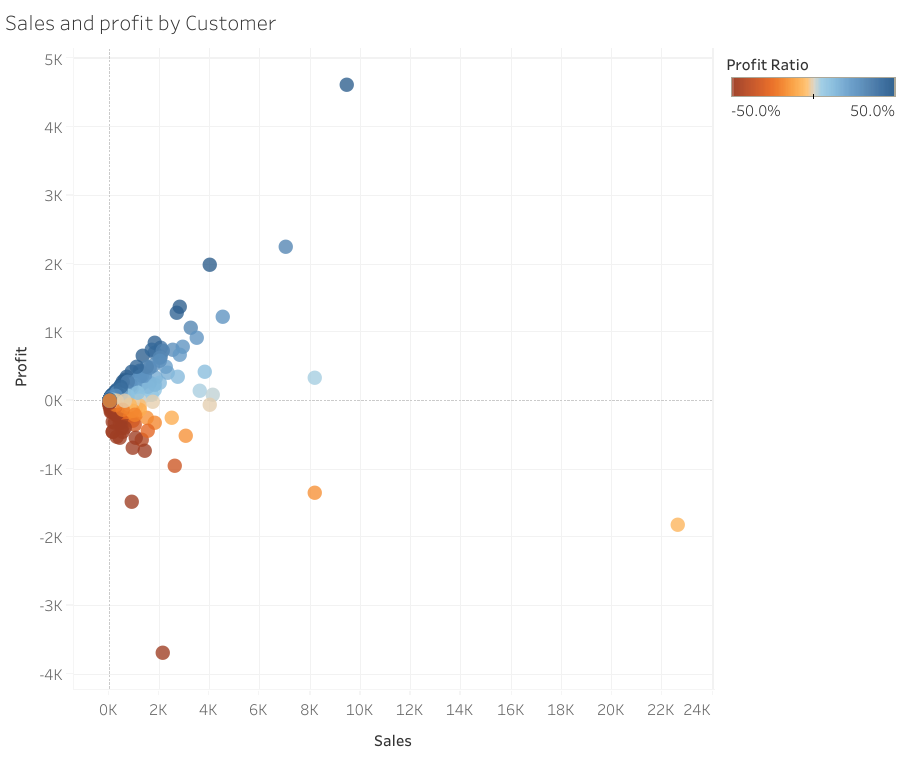 Sales and profit by Customer
Profit Ratio
-50.0% 50.0%
5K
4K
3K
2K
1K
0K
-1K
-2K
-3K
-4K
Profit
0K 2K 4K 6K 8K 10K 12K 14K 16K 18K 20K 22K 24K
Sales